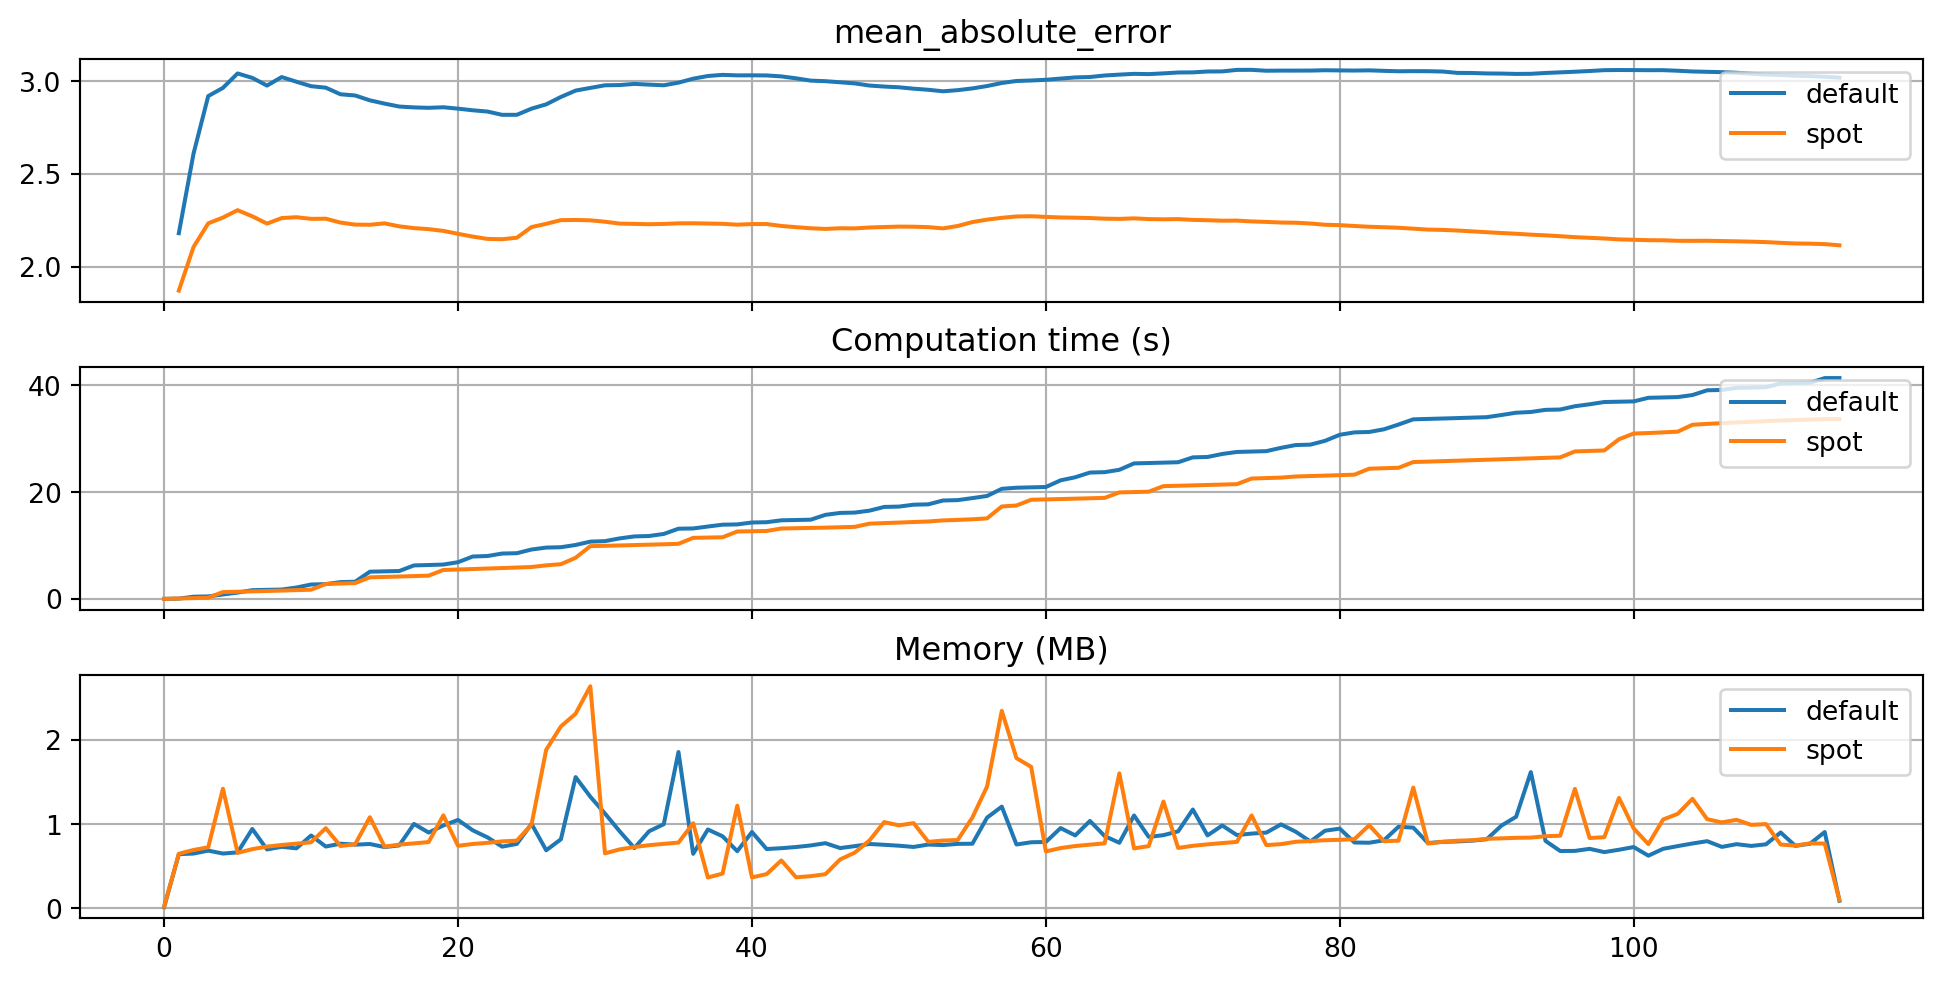 mean_absolute_error
3.0
2.5
2.0
default
spot
Computation time (s)
40
20
0
default
spot
Memory (MB)
2
1
0
default
spot
0 20 40 60 80 100